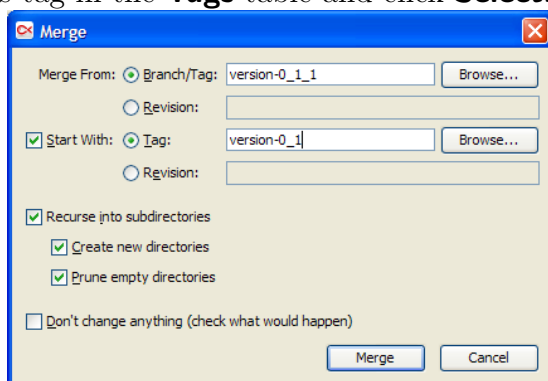 tag in the Tags table and click
Merge
Merge From: Branch/Tag: version-0_1_1 Browse...
Revision:
Start With: Tag: version-0_1 Browse...
Revision:
Recurse into subdirectories
Create new directories
Prune empty directories
Don't change anything (check what would happen)
Merge Cancel